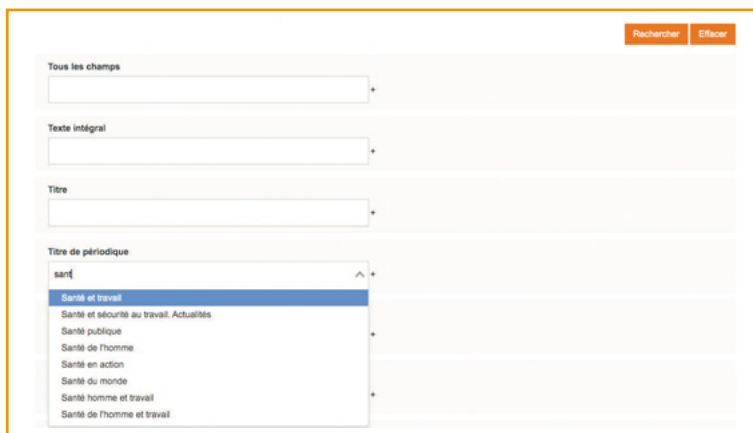 Rechercher Effacer
Tous les champs
+
Texte intégral
+
Titre
+
Titre de périodique
sant +
Santé et travail
Santé et sécurité au travail. Actualités
Santé publique
+
Santé de l'homme
Santé en action
Santé du monde
Santé homme et travail
+
Santé de l'homme et travail